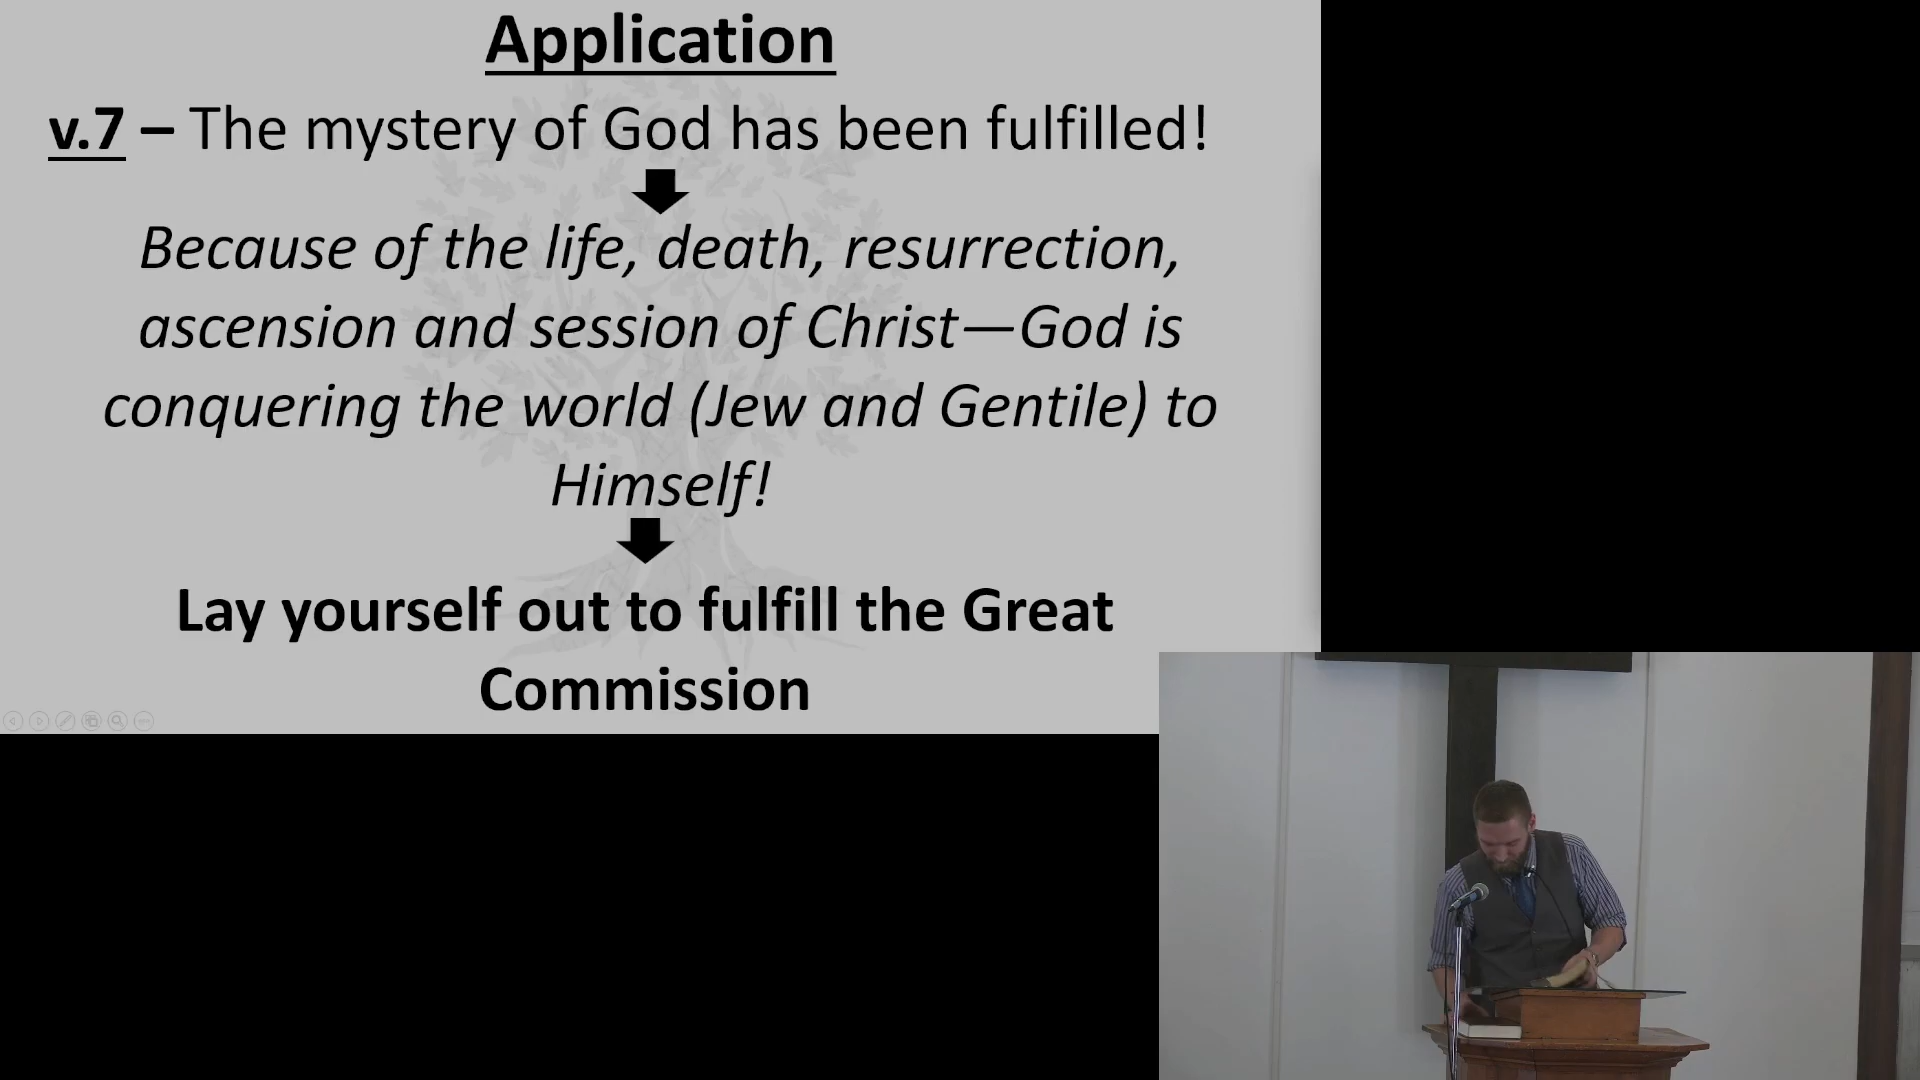 Application
v.7 – The mystery of God has been fulfilled!
Because of the life, death, resurrection,
ascension and session of Christ—God is
conquering the world (Jew and Gentile) to
Himself!
Lay yourself out to fulfill the Great
Commission